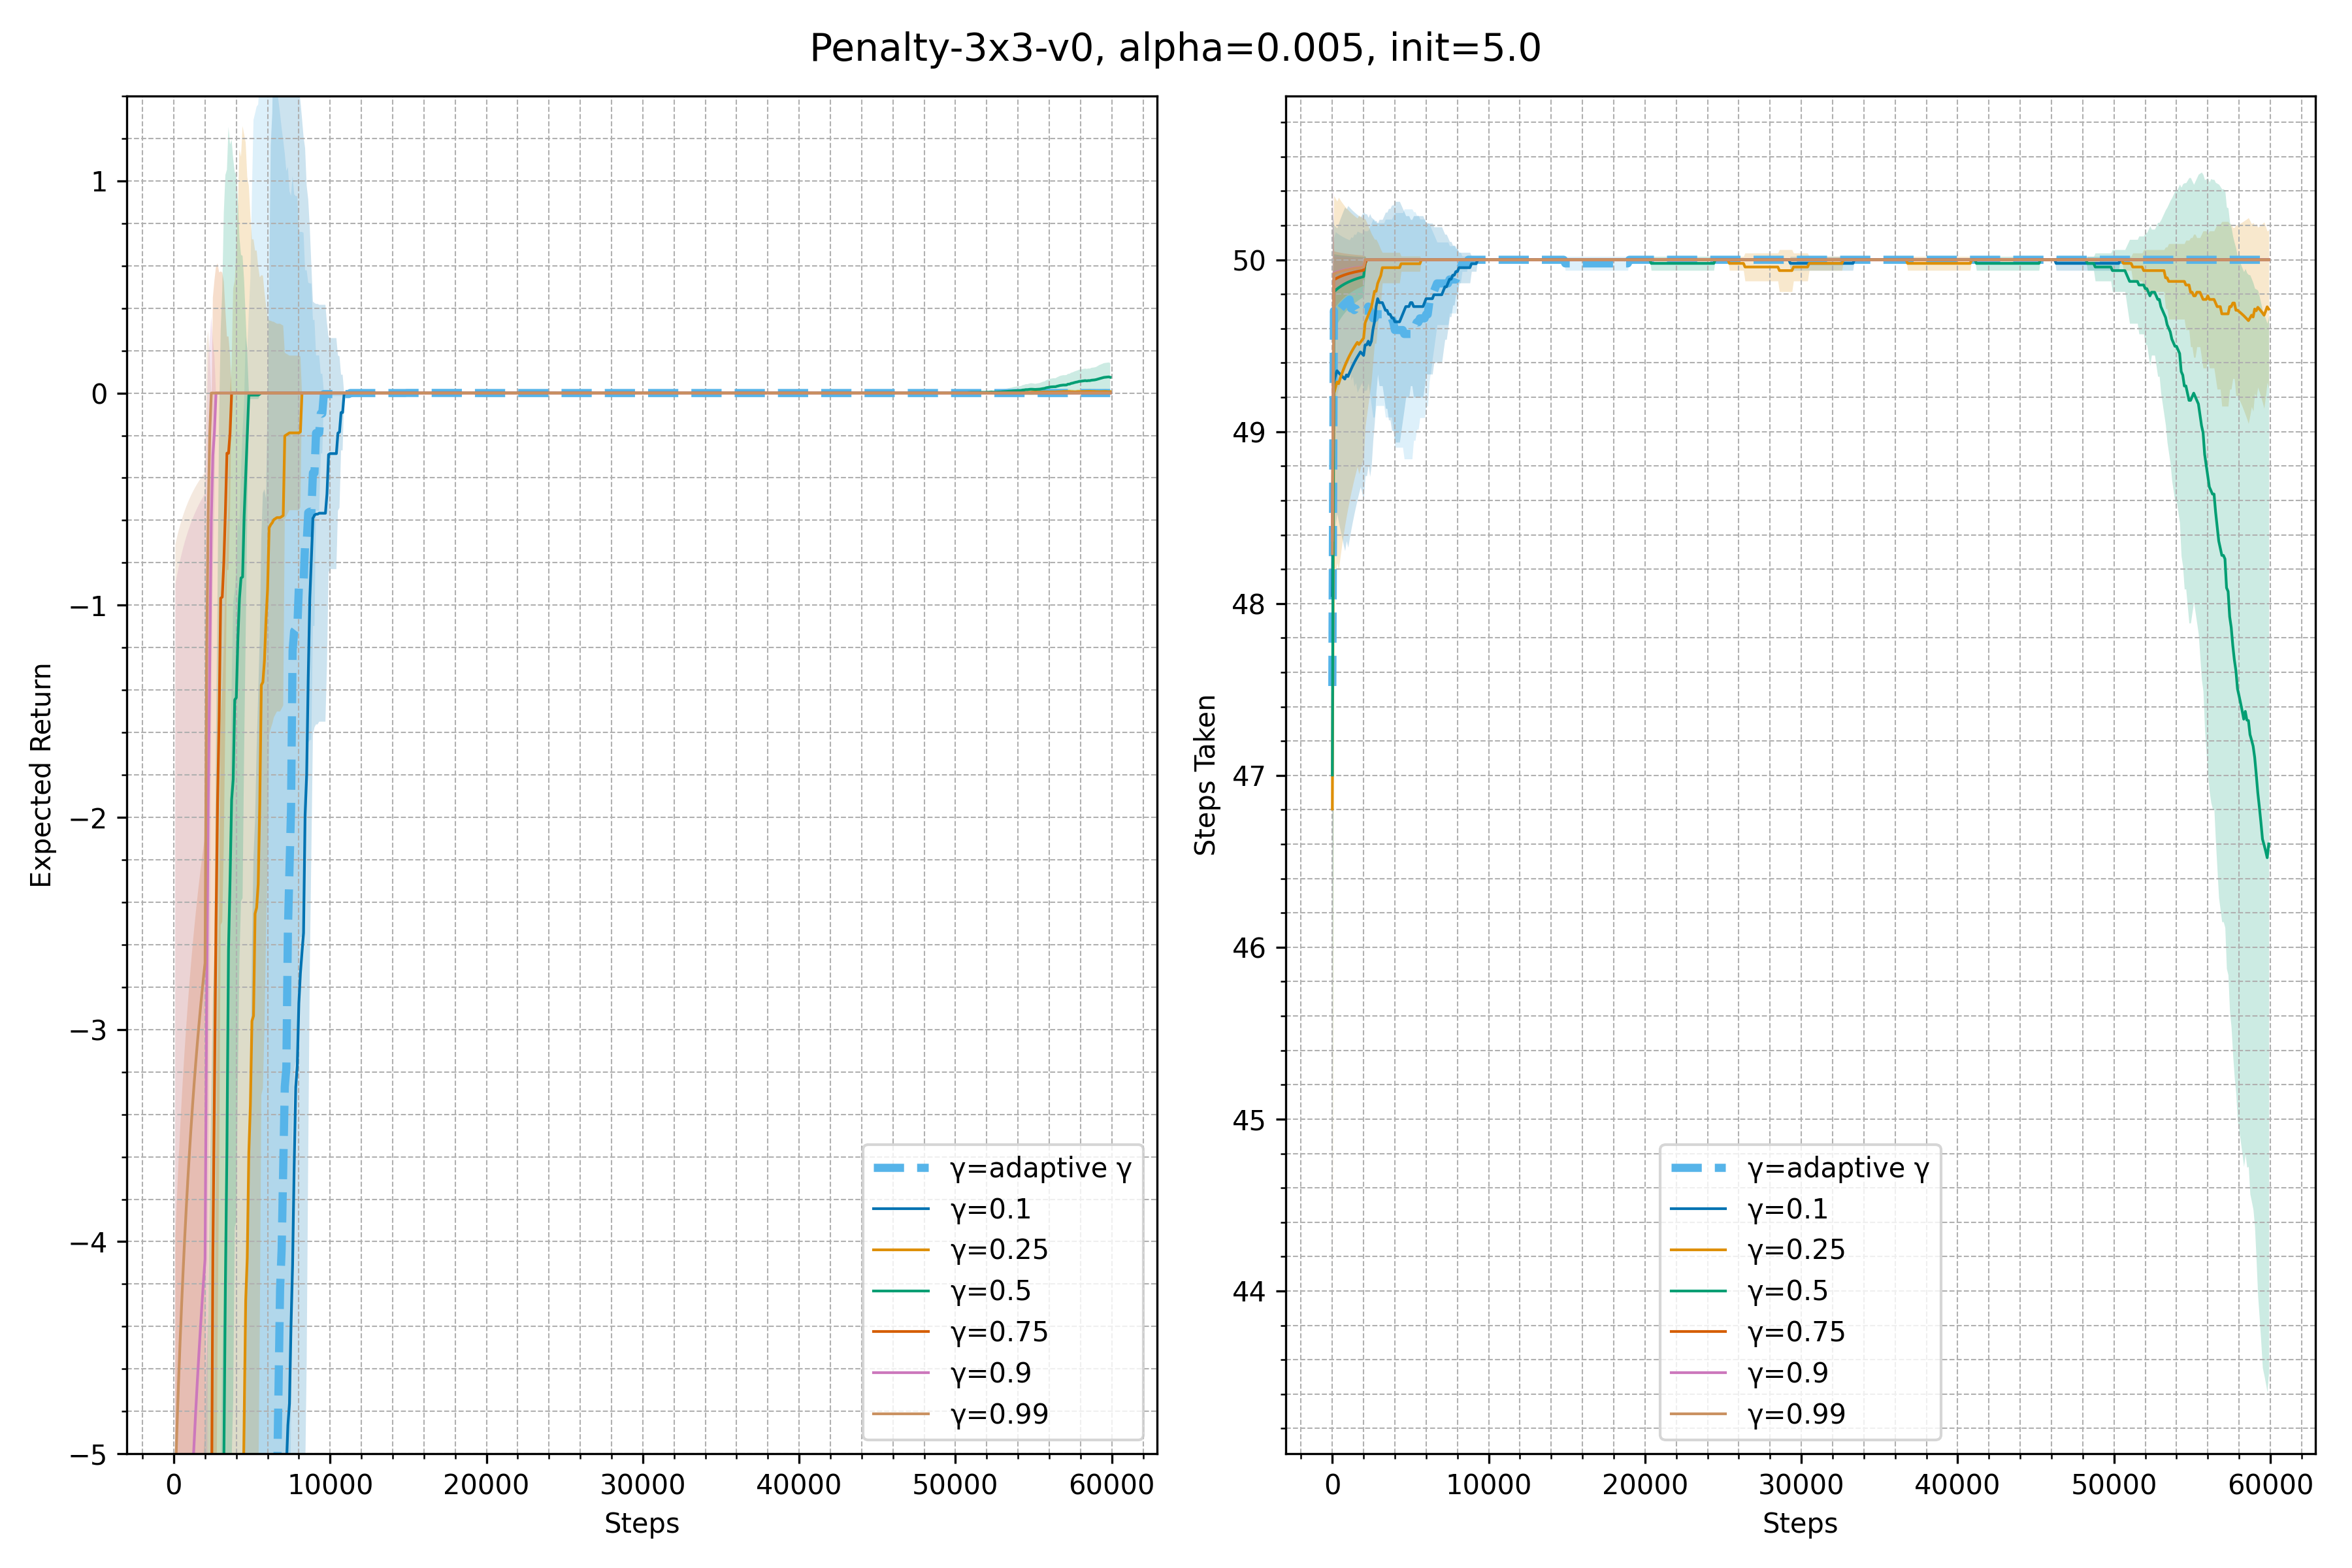 Penalty-3x3-v0, alpha=0.005, init=5.0
Expected Return
1
0
−1
−2
−3
−4
−5
0
10000
20000
30000
40000
50000
60000
Steps
γ=adaptive γ
γ=0.1
γ=0.25
γ=0.5
γ=0.75
γ=0.9
γ=0.99
Steps Taken
50
49
48
47
46
45
44
0
10000
20000
30000
40000
50000
60000
Steps
γ=adaptive γ
γ=0.1
γ=0.25
γ=0.5
γ=0.75
γ=0.9
γ=0.99